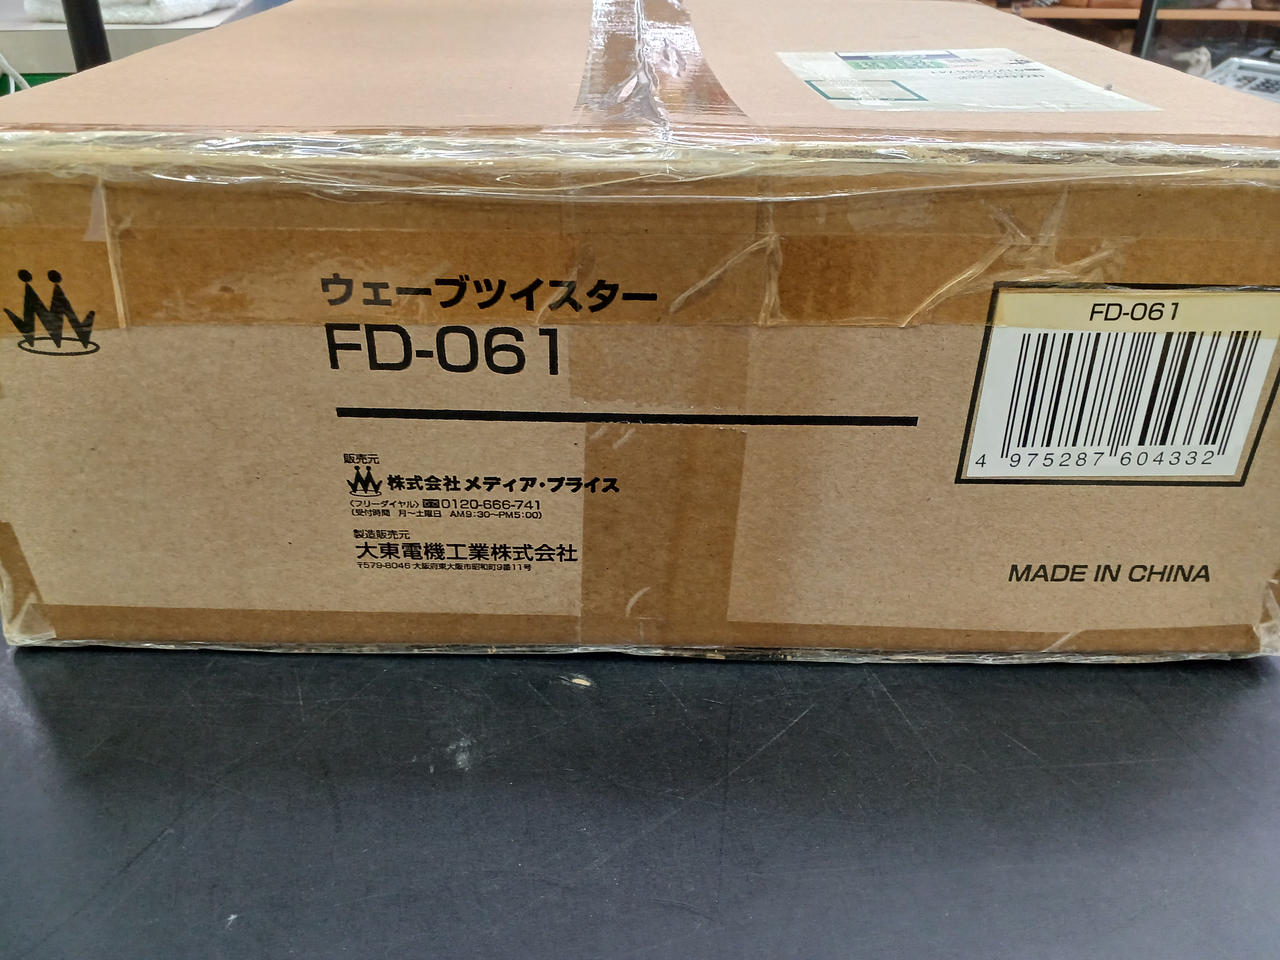 ウェーブツイスター
FD-061
販売元
株式会社 メディア・プライス
〈フリーダイヤル〉 0120-666-741
(受付時間 月〜土曜日 AM9:30〜PM5:00)
製造販売元
大東電機工業株式会社
〒579-8046 大阪府東大阪市昭和町9番11号
FD-061
4 975287 604332
MADE IN CHINA